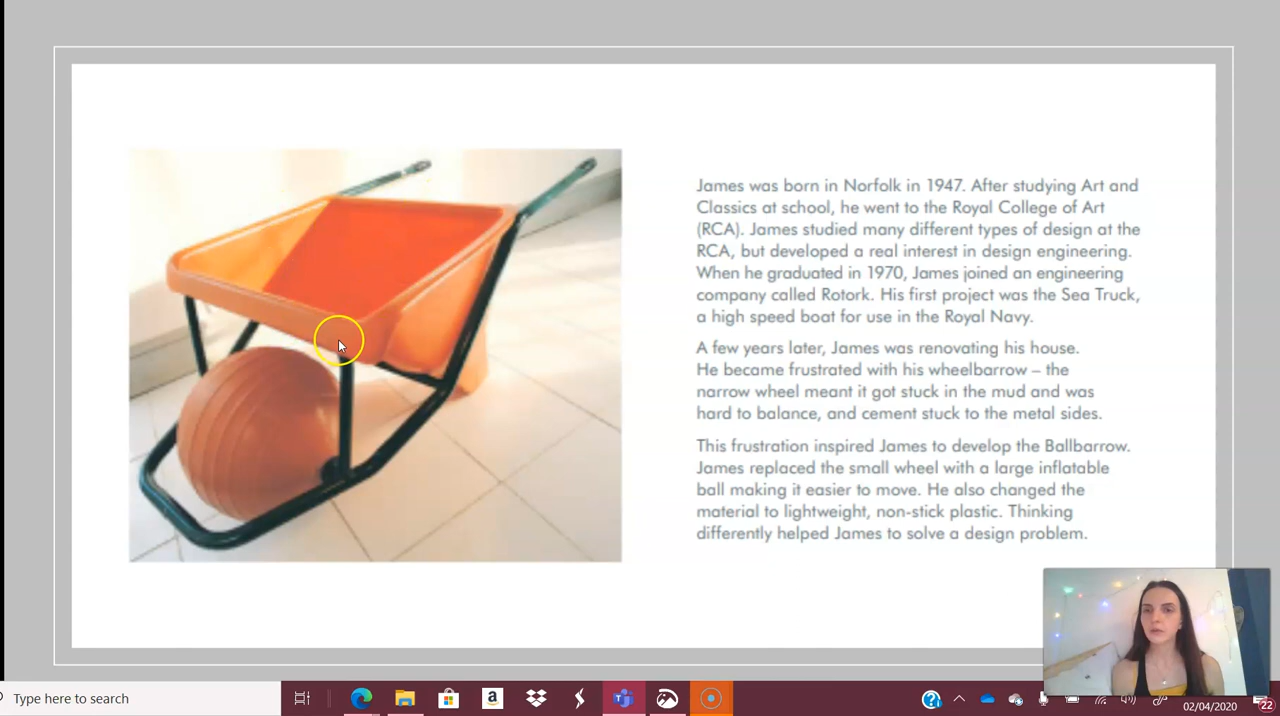 James was born in Norfolk in 1947. After studying Art and
Classics at school, he went to the Royal College of Art
(RCA). James studied many different types of design at the
RCA, but developed a real interest in design engineering.
When he graduated in 1970, James joined an engineering
company called Rotork. His first project was the Sea Truck,
a high speed boat for use in the Royal Navy.
A few years later, James was renovating his house.
He became frustrated with his wheelbarrow – the
narrow wheel meant it got stuck in the mud and was
hard to balance, and cement stuck to the metal sides.
This frustration inspired James to develop the Ballbarrow.
James replaced the small wheel with a large inflatable
ball making it easier to move. He also changed the
material to lightweight, non-stick plastic. Thinking
differently helped James to solve a design problem.
Type here to search
02/04/2020
22